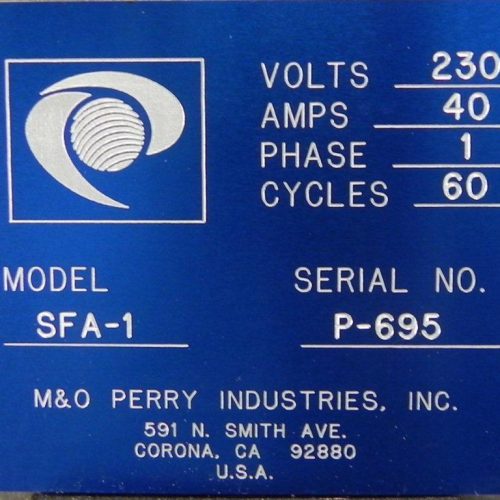 VOLTS 230
AMPS 40
PHASE 1
CYCLES 60
MODEL SERIAL NO.
SFA-1 P-695
M&O PERRY INDUSTRIES, INC.
591 N. SMITH AVE.
CORONA, CA 92880
U.S.A.